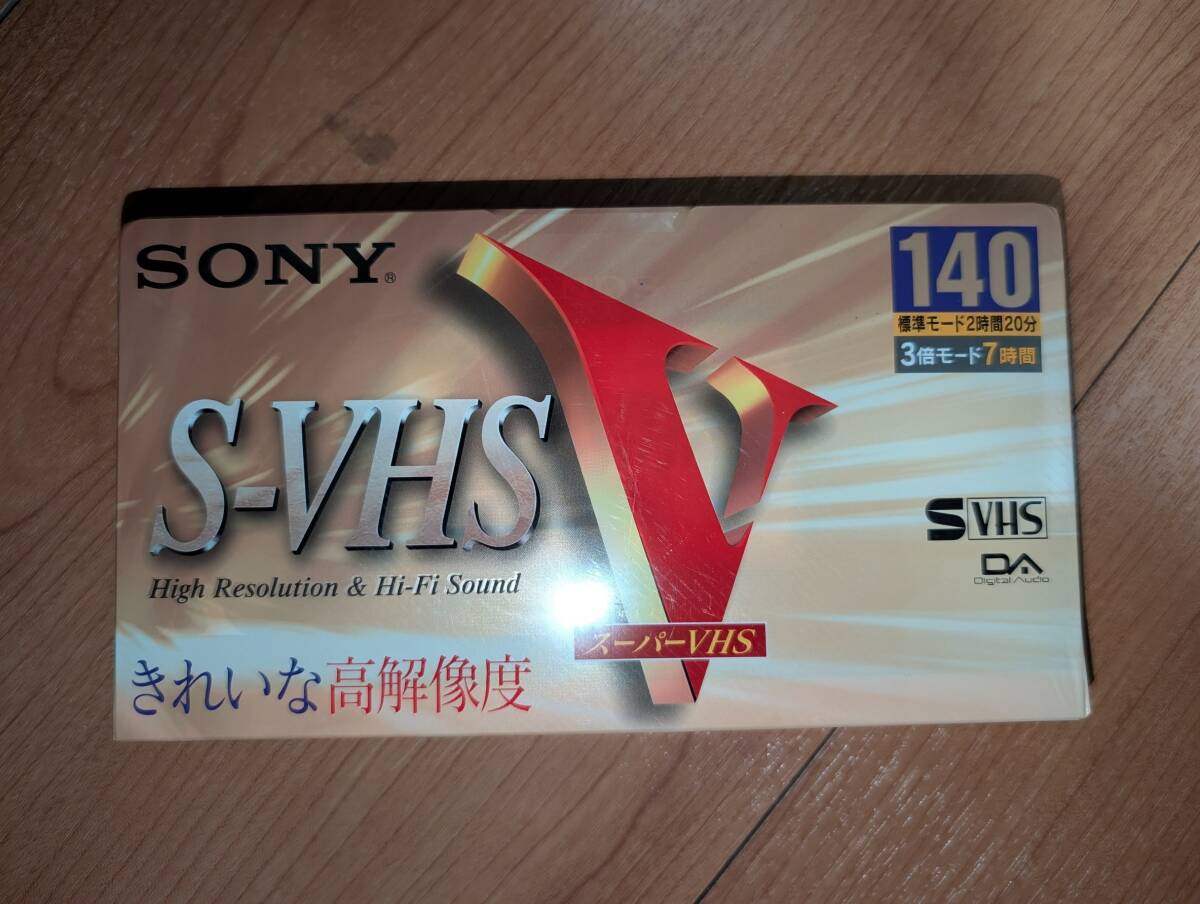 SONY®
140
標準モード2時間20分
3倍モード7時間
S-VHS
High Resolution & Hi-Fi Sound
V
スーパーVHS
きれいな高解像度
S VHS
DA
Digital Audio